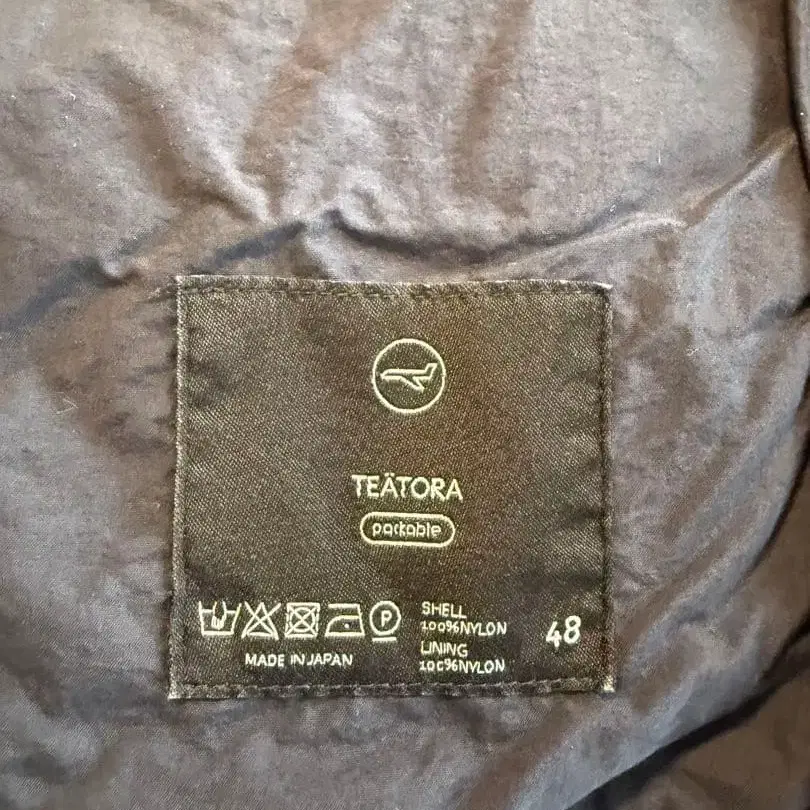 TEÄTORA
packable
P
SHELL
100%NYLON
LINING
100%NYLON
48
MADE IN JAPAN